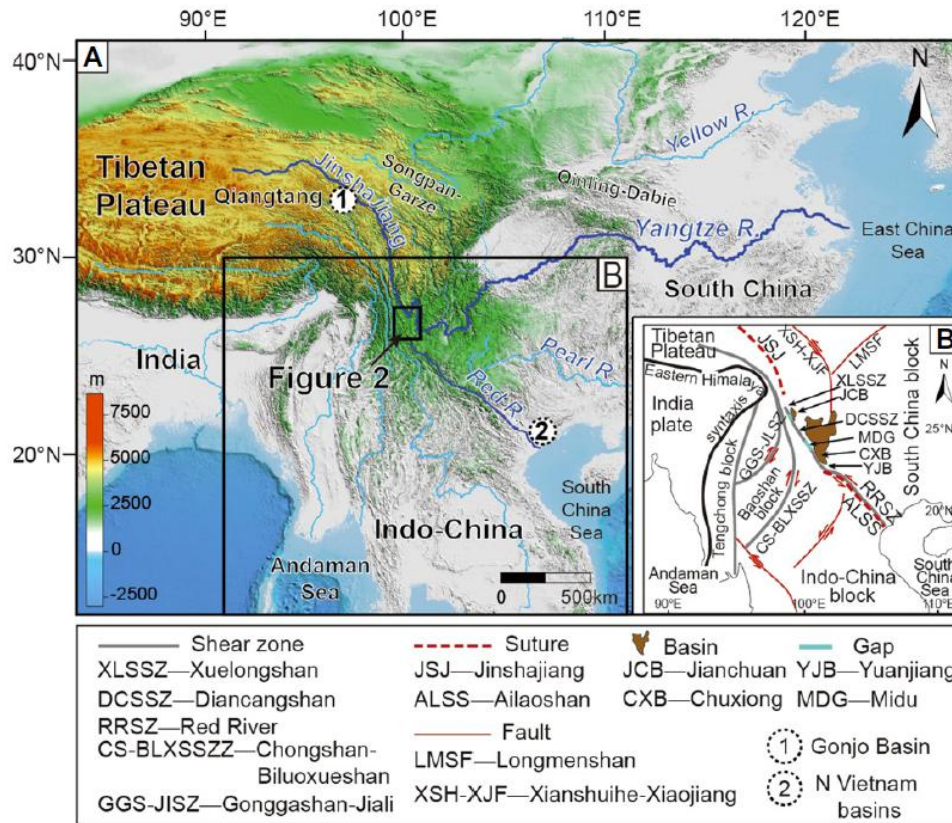 90°E 100°E 110°E 120°E
A
N
40°N
30°N
20°N
Tibetan
Plateau
Qiangtang
1
Jinsha Jiang
Songpan-
Garze
Qinling-Dabie
Yellow R.
Yangtze R.
East China
Sea
South China
B
India
Figure 2
Pearl R.
Red R.
2
m
7500
5000
2500
0
-2500
Indo-China
South
China
Sea
Andaman
Sea
0 500km
B
N
Tibetan
Plateau
JSJ
XSH-XJF
LMSF
XLSSZ
JCB
Eastern Himalaya
syntaxis
India
plate
DCSSZ
MDG
CXB
YJB
South China block
25°N
20°N
Tengchong block
GGS-JLSZ
Baoshan
block
CS-BLXSSZ
RRSZ
ALSS
Andaman
Sea
Indo-China
block
South
China
Sea
90°E 100°E 110°E
Shear zone
XLSSZ—Xuelongshan
DCSSZ—Diancangshan
RRSZ—Red River
CS-BLXSSZZ—Chongshan-
Biluoxueshan
GGS-JISZ—Gonggashan-Jiali
Suture
JSJ—Jinshajiang
ALSS—Ailaoshan
Fault
LMSF—Longmenshan
XSH-XJF—Xianshuihe-Xiaojiang
Basin
JCB—Jianchuan
CXB—Chuxiong
Gap
YJB—Yuanjiang
MDG—Midu
1 Gonjo Basin
2 N Vietnam
basins